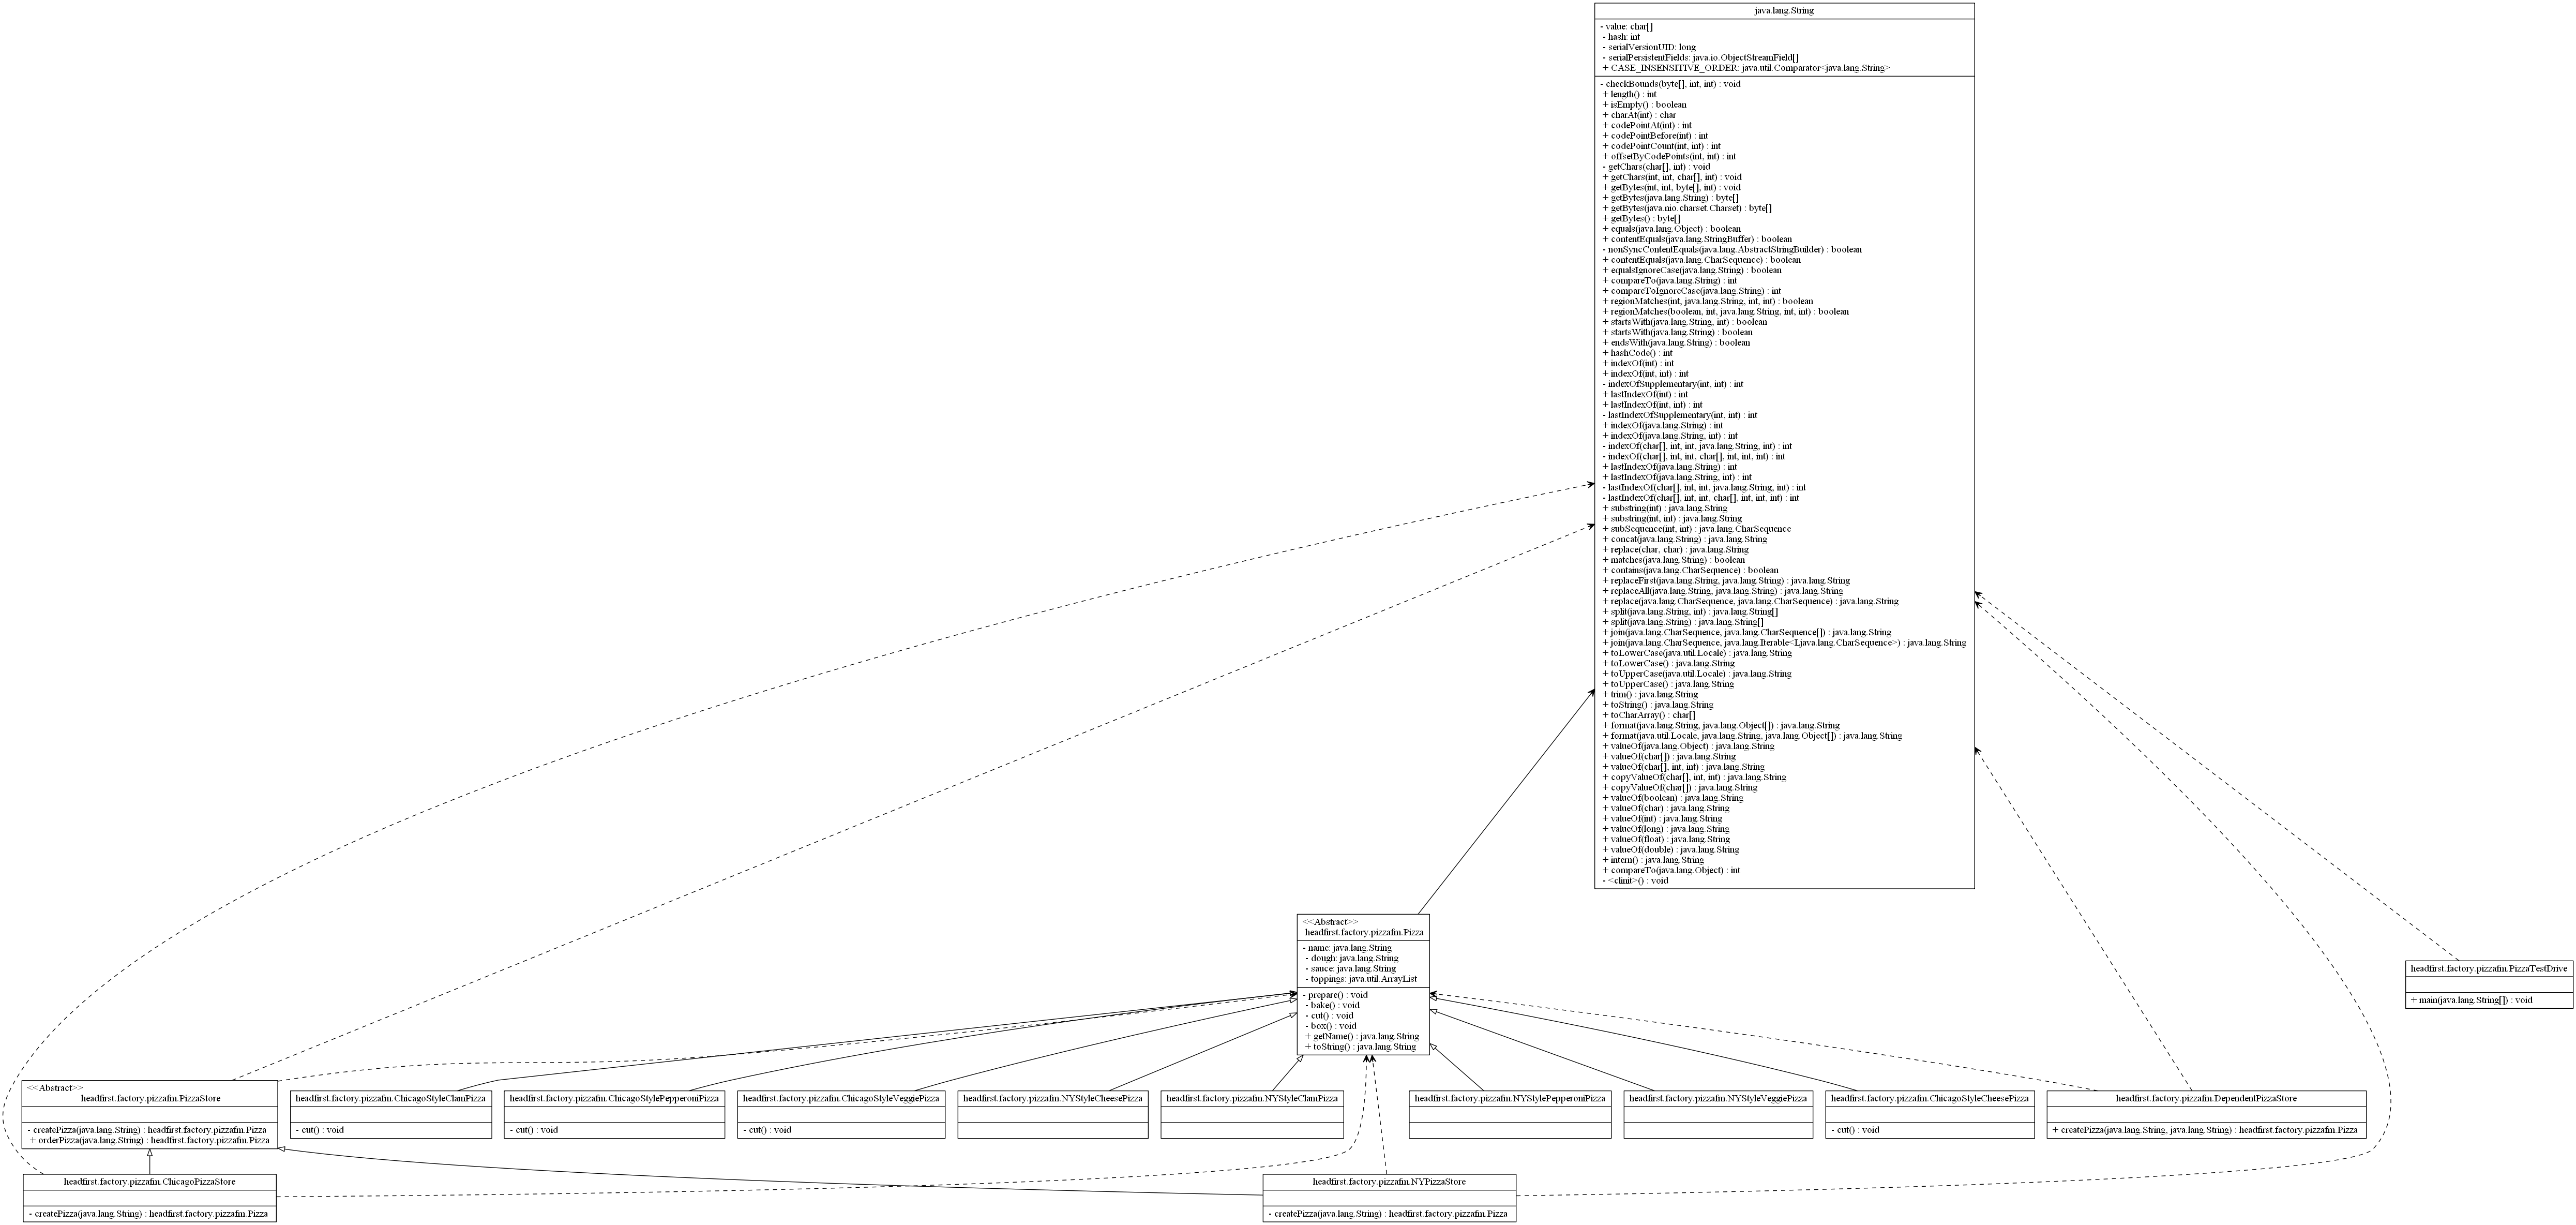 java.lang.String
- value: char[]
- hash: int
- serialVersionUID: long
- serialPersistentFields: java.io.ObjectStreamField[]
+ CASE_INSENSITIVE_ORDER: java.util.Comparator<java.lang.String>
- checkBounds(byte[], int, int) : void
+ length() : int
+ isEmpty() : boolean
+ charAt(int) : char
+ codePointAt(int) : int
+ codePointBefore(int) : int
+ codePointCount(int, int) : int
+ offsetByCodePoints(int, int) : int
- getChars(char[], int) : void
+ getChars(int, int, char[], int) : void
+ getBytes(int, int, byte[], int) : void
+ getBytes(java.lang.String) : byte[]
+ getBytes(java.nio.charset.Charset) : byte[]
+ getBytes() : byte[]
+ equals(java.lang.Object) : boolean
+ contentEquals(java.lang.StringBuffer) : boolean
- nonSyncContentEquals(java.lang.AbstractStringBuilder) : boolean
+ contentEquals(java.lang.CharSequence) : boolean
+ equalsIgnoreCase(java.lang.String) : boolean
+ compareTo(java.lang.String) : int
+ compareToIgnoreCase(java.lang.String) : int
+ regionMatches(int, java.lang.String, int, int) : boolean
+ regionMatches(boolean, int, java.lang.String, int, int) : boolean
+ startsWith(java.lang.String, int) : boolean
+ startsWith(java.lang.String) : boolean
+ endsWith(java.lang.String) : boolean
+ hashCode() : int
+ indexOf(int) : int
+ indexOf(int, int) : int
- indexOfSupplementary(int, int) : int
+ lastIndexOf(int) : int
+ lastIndexOf(int, int) : int
- lastIndexOfSupplementary(int, int) : int
+ indexOf(java.lang.String) : int
+ indexOf(java.lang.String, int) : int
- indexOf(char[], int, int, java.lang.String, int) : int
- indexOf(char[], int, int, char[], int, int, int) : int
+ lastIndexOf(java.lang.String) : int
+ lastIndexOf(java.lang.String, int) : int
- lastIndexOf(char[], int, int, java.lang.String, int) : int
- lastIndexOf(char[], int, int, char[], int, int, int) : int
+ substring(int) : java.lang.String
+ substring(int, int) : java.lang.String
+ subSequence(int, int) : java.lang.CharSequence
+ concat(java.lang.String) : java.lang.String
+ replace(char, char) : java.lang.String
+ matches(java.lang.String) : boolean
+ contains(java.lang.CharSequence) : boolean
+ replaceFirst(java.lang.String, java.lang.String) : java.lang.String
+ replaceAll(java.lang.String, java.lang.String) : java.lang.String
+ replace(java.lang.CharSequence, java.lang.CharSequence) : java.lang.String
+ split(java.lang.String, int) : java.lang.String[]
+ split(java.lang.String) : java.lang.String[]
+ join(java.lang.CharSequence, java.lang.CharSequence[]) : java.lang.String
+ join(java.lang.CharSequence, java.lang.Iterable<Ljava.lang.CharSequence>) : java.lang.String
+ toLowerCase(java.util.Locale) : java.lang.String
+ toLowerCase() : java.lang.String
+ toUpperCase(java.util.Locale) : java.lang.String
+ toUpperCase() : java.lang.String
+ trim() : java.lang.String
+ toString() : java.lang.String
+ toCharArray() : char[]
+ format(java.lang.String, java.lang.Object[]) : java.lang.String
+ format(java.util.Locale, java.lang.String, java.lang.Object[]) : java.lang.String
+ valueOf(java.lang.Object) : java.lang.String
+ valueOf(char[]) : java.lang.String
+ valueOf(char[], int, int) : java.lang.String
+ copyValueOf(char[], int, int) : java.lang.String
+ copyValueOf(char[]) : java.lang.String
+ valueOf(boolean) : java.lang.String
+ valueOf(char) : java.lang.String
+ valueOf(int) : java.lang.String
+ valueOf(long) : java.lang.String
+ valueOf(float) : java.lang.String
+ valueOf(double) : java.lang.String
+ intern() : java.lang.String
+ compareTo(java.lang.Object) : int
- <clinit>() : void
<<Abstract>>
headfirst.factory.pizzafm.Pizza
- name: java.lang.String
- dough: java.lang.String
- sauce: java.lang.String
- toppings: java.util.ArrayList
- prepare() : void
- bake() : void
- cut() : void
- box() : void
+ getName() : java.lang.String
+ toString() : java.lang.String
headfirst.factory.pizzafm.PizzaTestDrive
+ main(java.lang.String[]) : void
<<Abstract>>
headfirst.factory.pizzafm.PizzaStore
- createPizza(java.lang.String) : headfirst.factory.pizzafm.Pizza
+ orderPizza(java.lang.String) : headfirst.factory.pizzafm.Pizza
headfirst.factory.pizzafm.ChicagoStyleClamPizza
- cut() : void
headfirst.factory.pizzafm.ChicagoStylePepperoniPizza
- cut() : void
headfirst.factory.pizzafm.ChicagoStyleVeggiePizza
- cut() : void
headfirst.factory.pizzafm.NYStyleCheesePizza
headfirst.factory.pizzafm.NYStyleClamPizza
headfirst.factory.pizzafm.NYStylePepperoniPizza
headfirst.factory.pizzafm.NYStyleVeggiePizza
headfirst.factory.pizzafm.ChicagoStyleCheesePizza
- cut() : void
headfirst.factory.pizzafm.DependentPizzaStore
+ createPizza(java.lang.String, java.lang.String) : headfirst.factory.pizzafm.Pizza
headfirst.factory.pizzafm.ChicagoPizzaStore
- createPizza(java.lang.String) : headfirst.factory.pizzafm.Pizza
headfirst.factory.pizzafm.NYPizzaStore
- createPizza(java.lang.String) : headfirst.factory.pizzafm.Pizza